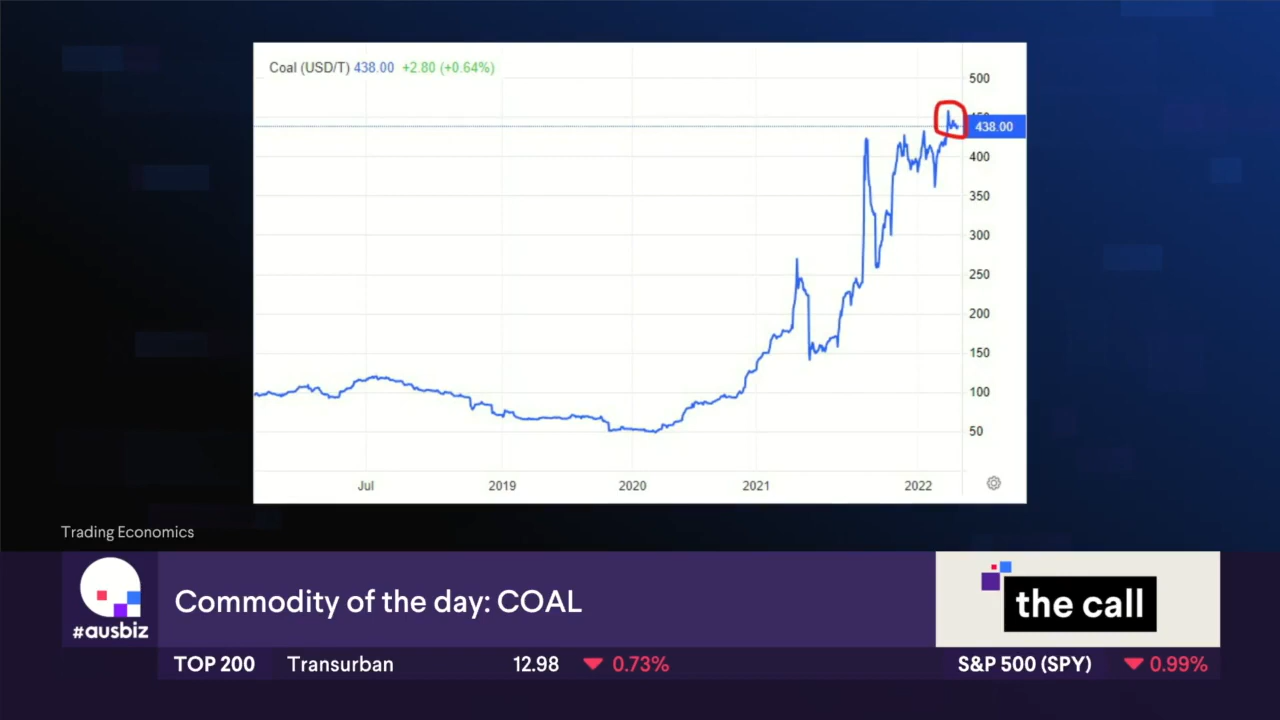 Coal (USD/T) 438.00 +2.80 (+0.64%)
500
438.00
400
350
300
250
200
150
100
50
Jul 2019 2020 2021 2022
Trading Economics
#ausbiz
Commodity of the day: COAL
the call
TOP 200 Transurban 12.98 0.73% S&P 500 (SPY) 0.99%